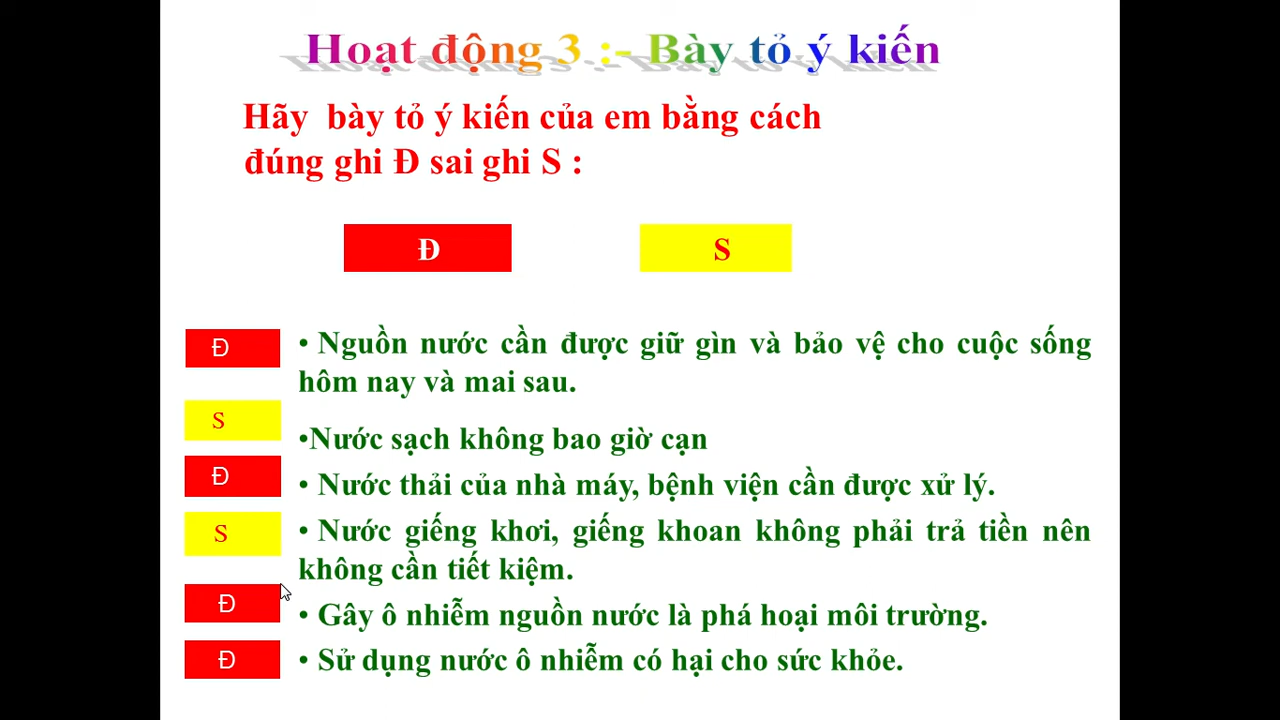 Hoạt động 3 :- Bày tỏ ý kiến
Hãy bày tỏ ý kiến của em bằng cách
đúng ghi Đ sai ghi S :
Đ S
Đ • Nguồn nước cần được giữ gìn và bảo vệ cho cuộc sống
hôm nay và mai sau.
S •Nước sạch không bao giờ cạn
Đ • Nước thải của nhà máy, bệnh viện cần được xử lý.
S • Nước giếng khơi, giếng khoan không phải trả tiền nên
không cần tiết kiệm.
Đ • Gây ô nhiễm nguồn nước là phá hoại môi trường.
Đ • Sử dụng nước ô nhiễm có hại cho sức khỏe.